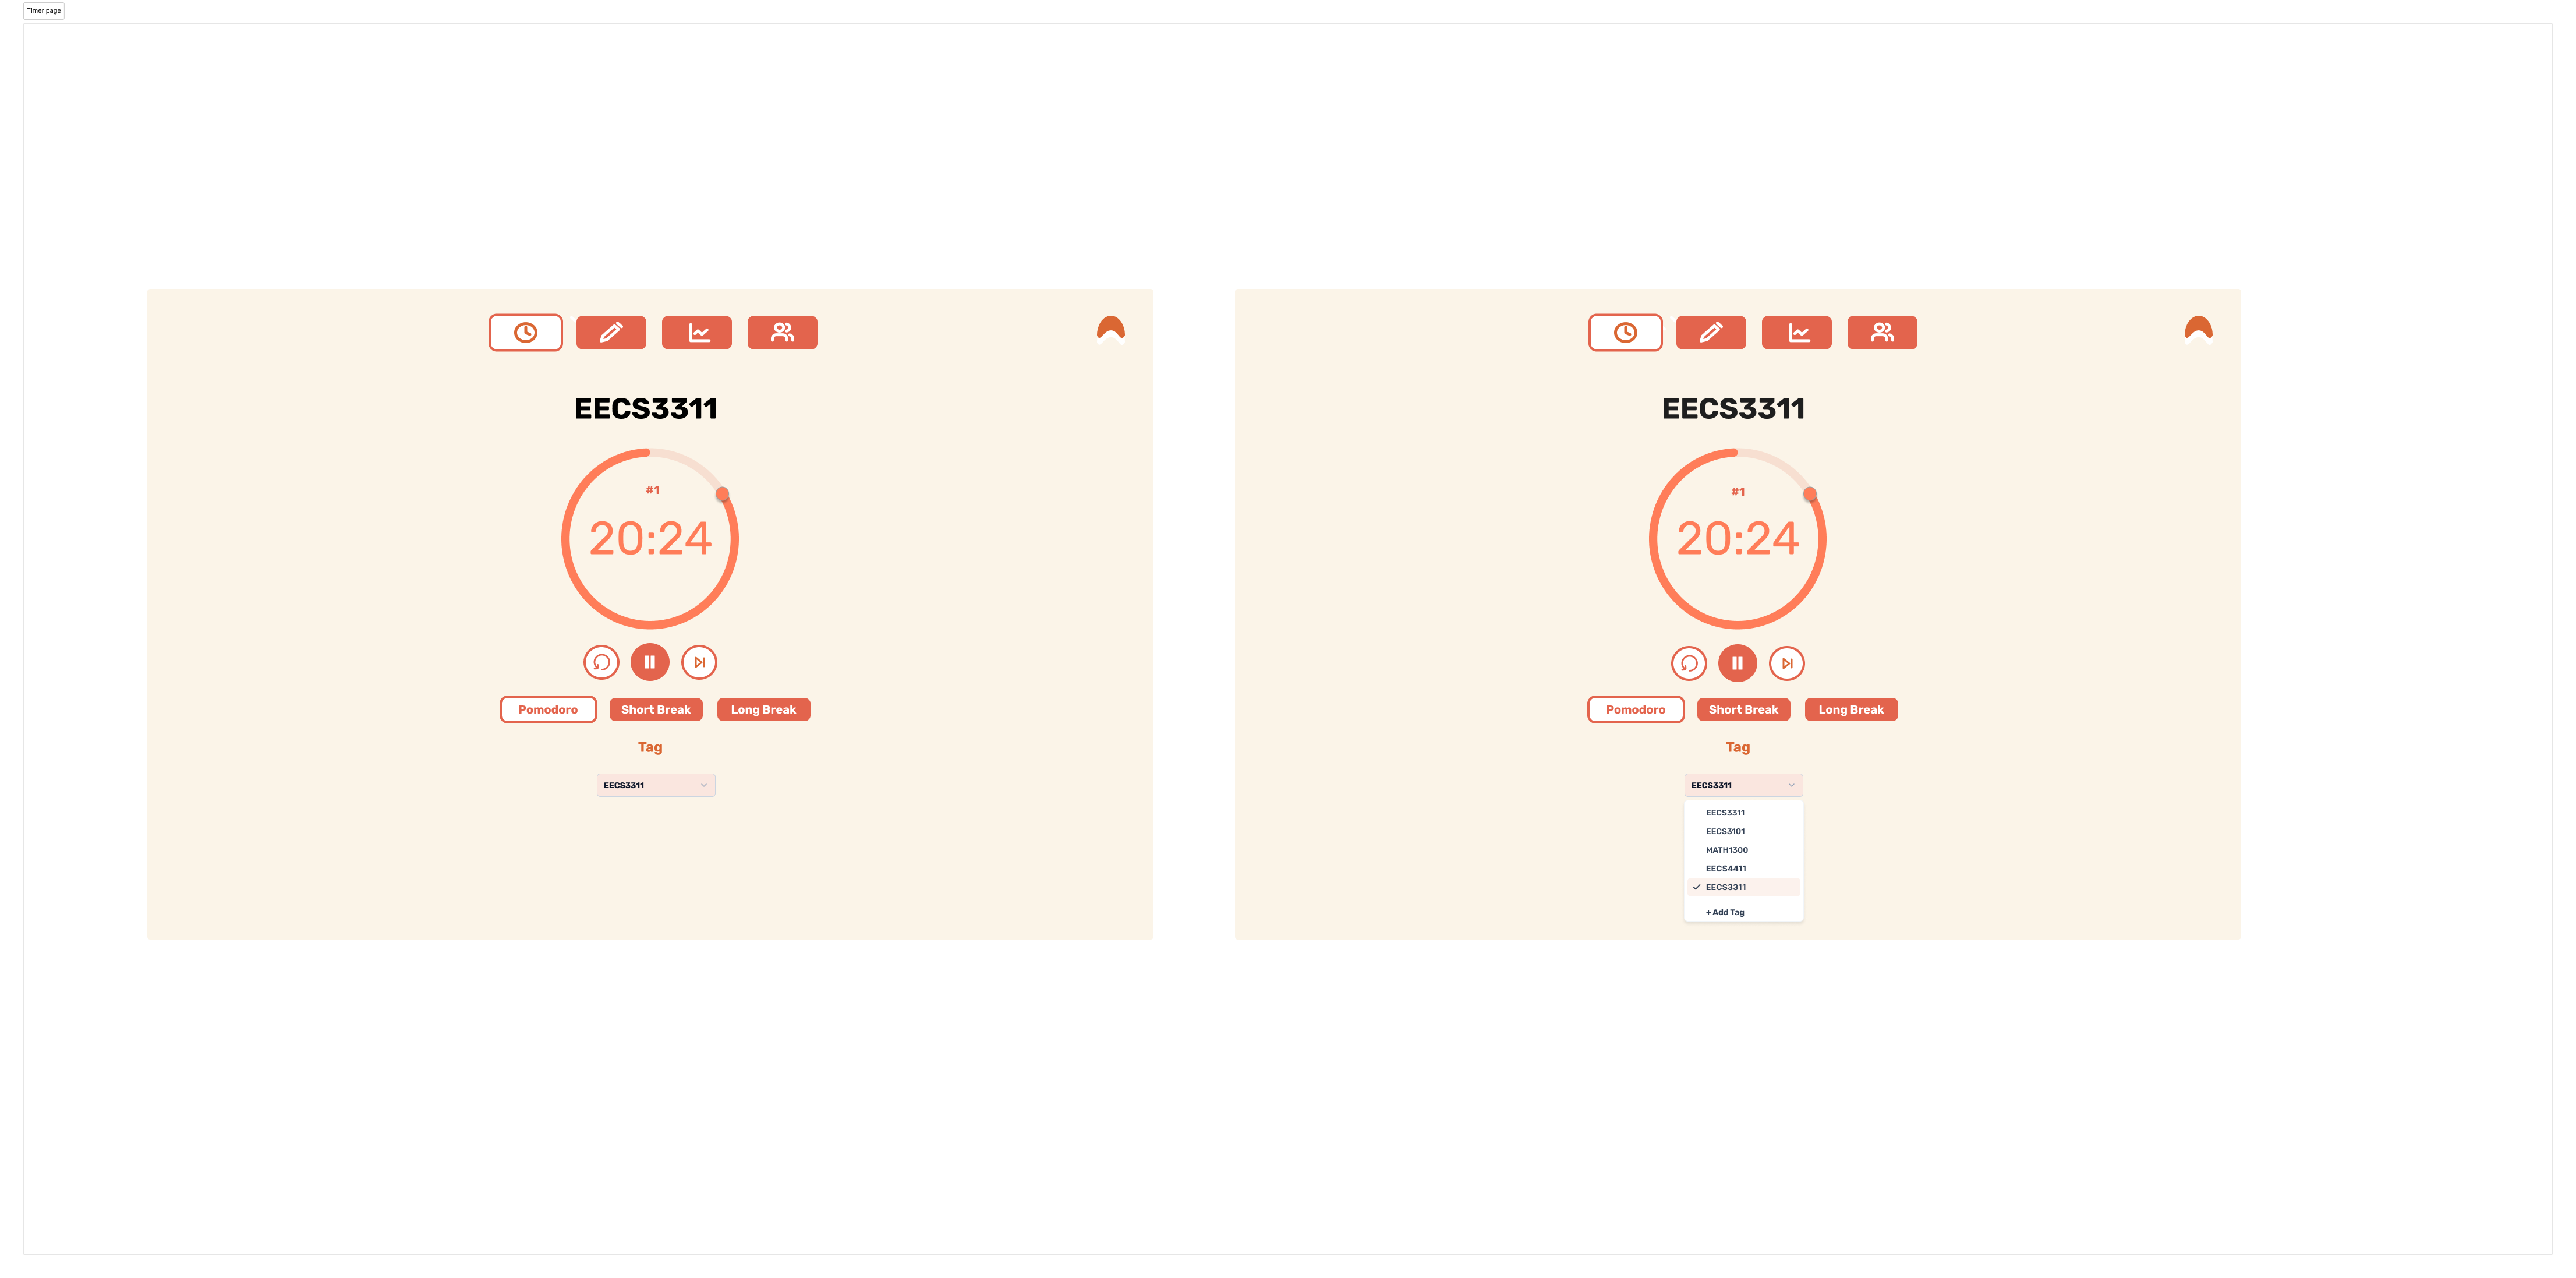 Timer page
EECS3311
#1
20:24
Pomodoro Short Break Long Break
Tag
EECS3311
EECS3311
#1
20:24
Pomodoro Short Break Long Break
Tag
EECS3311
EECS3311
EECS3101
MATH1300
EECS4411
EECS3311
+ Add Tag